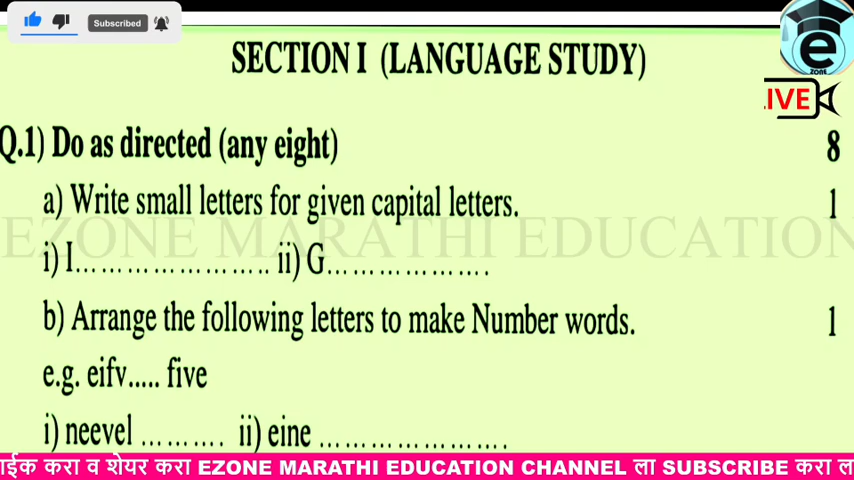 Subscribed
SECTION I (LANGUAGE STUDY)
e
ZONE
LIVE
Q.1) Do as directed (any eight) 8
a) Write small letters for given capital letters. 1
EZONE MARATHI EDUCATION
i) I…………………….. ii) G……………….
b) Arrange the following letters to make Number words. 1
e.g. eifv..... five
i) neevel ………. ii) eine ………………….
ाईक करा व शेयर करा EZONE MARATHI EDUCATION CHANNEL ला SUBSCRIBE करा ल